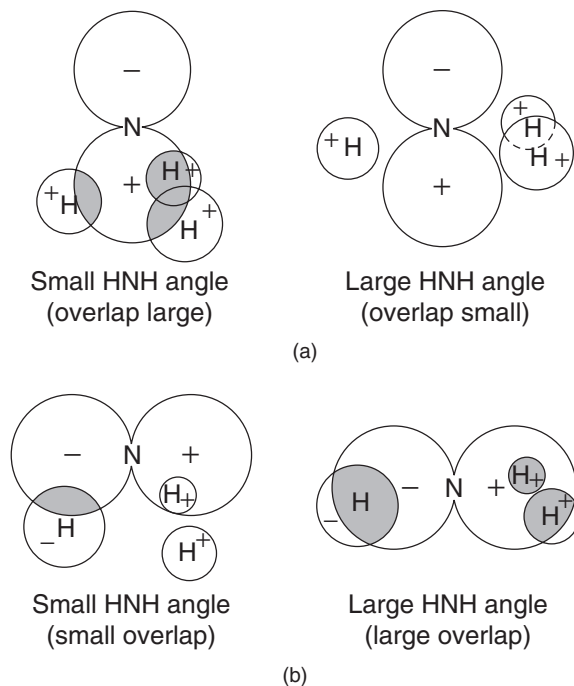 − −
N N
+ H + + H
+ H + H H +
+ H + +
Small HNH angle Large HNH angle
(overlap large) (overlap small)
(a)
− N + H − N + H+
H+ − H+
− H H+
Small HNH angle Large HNH angle
(small overlap) (large overlap)
(b)